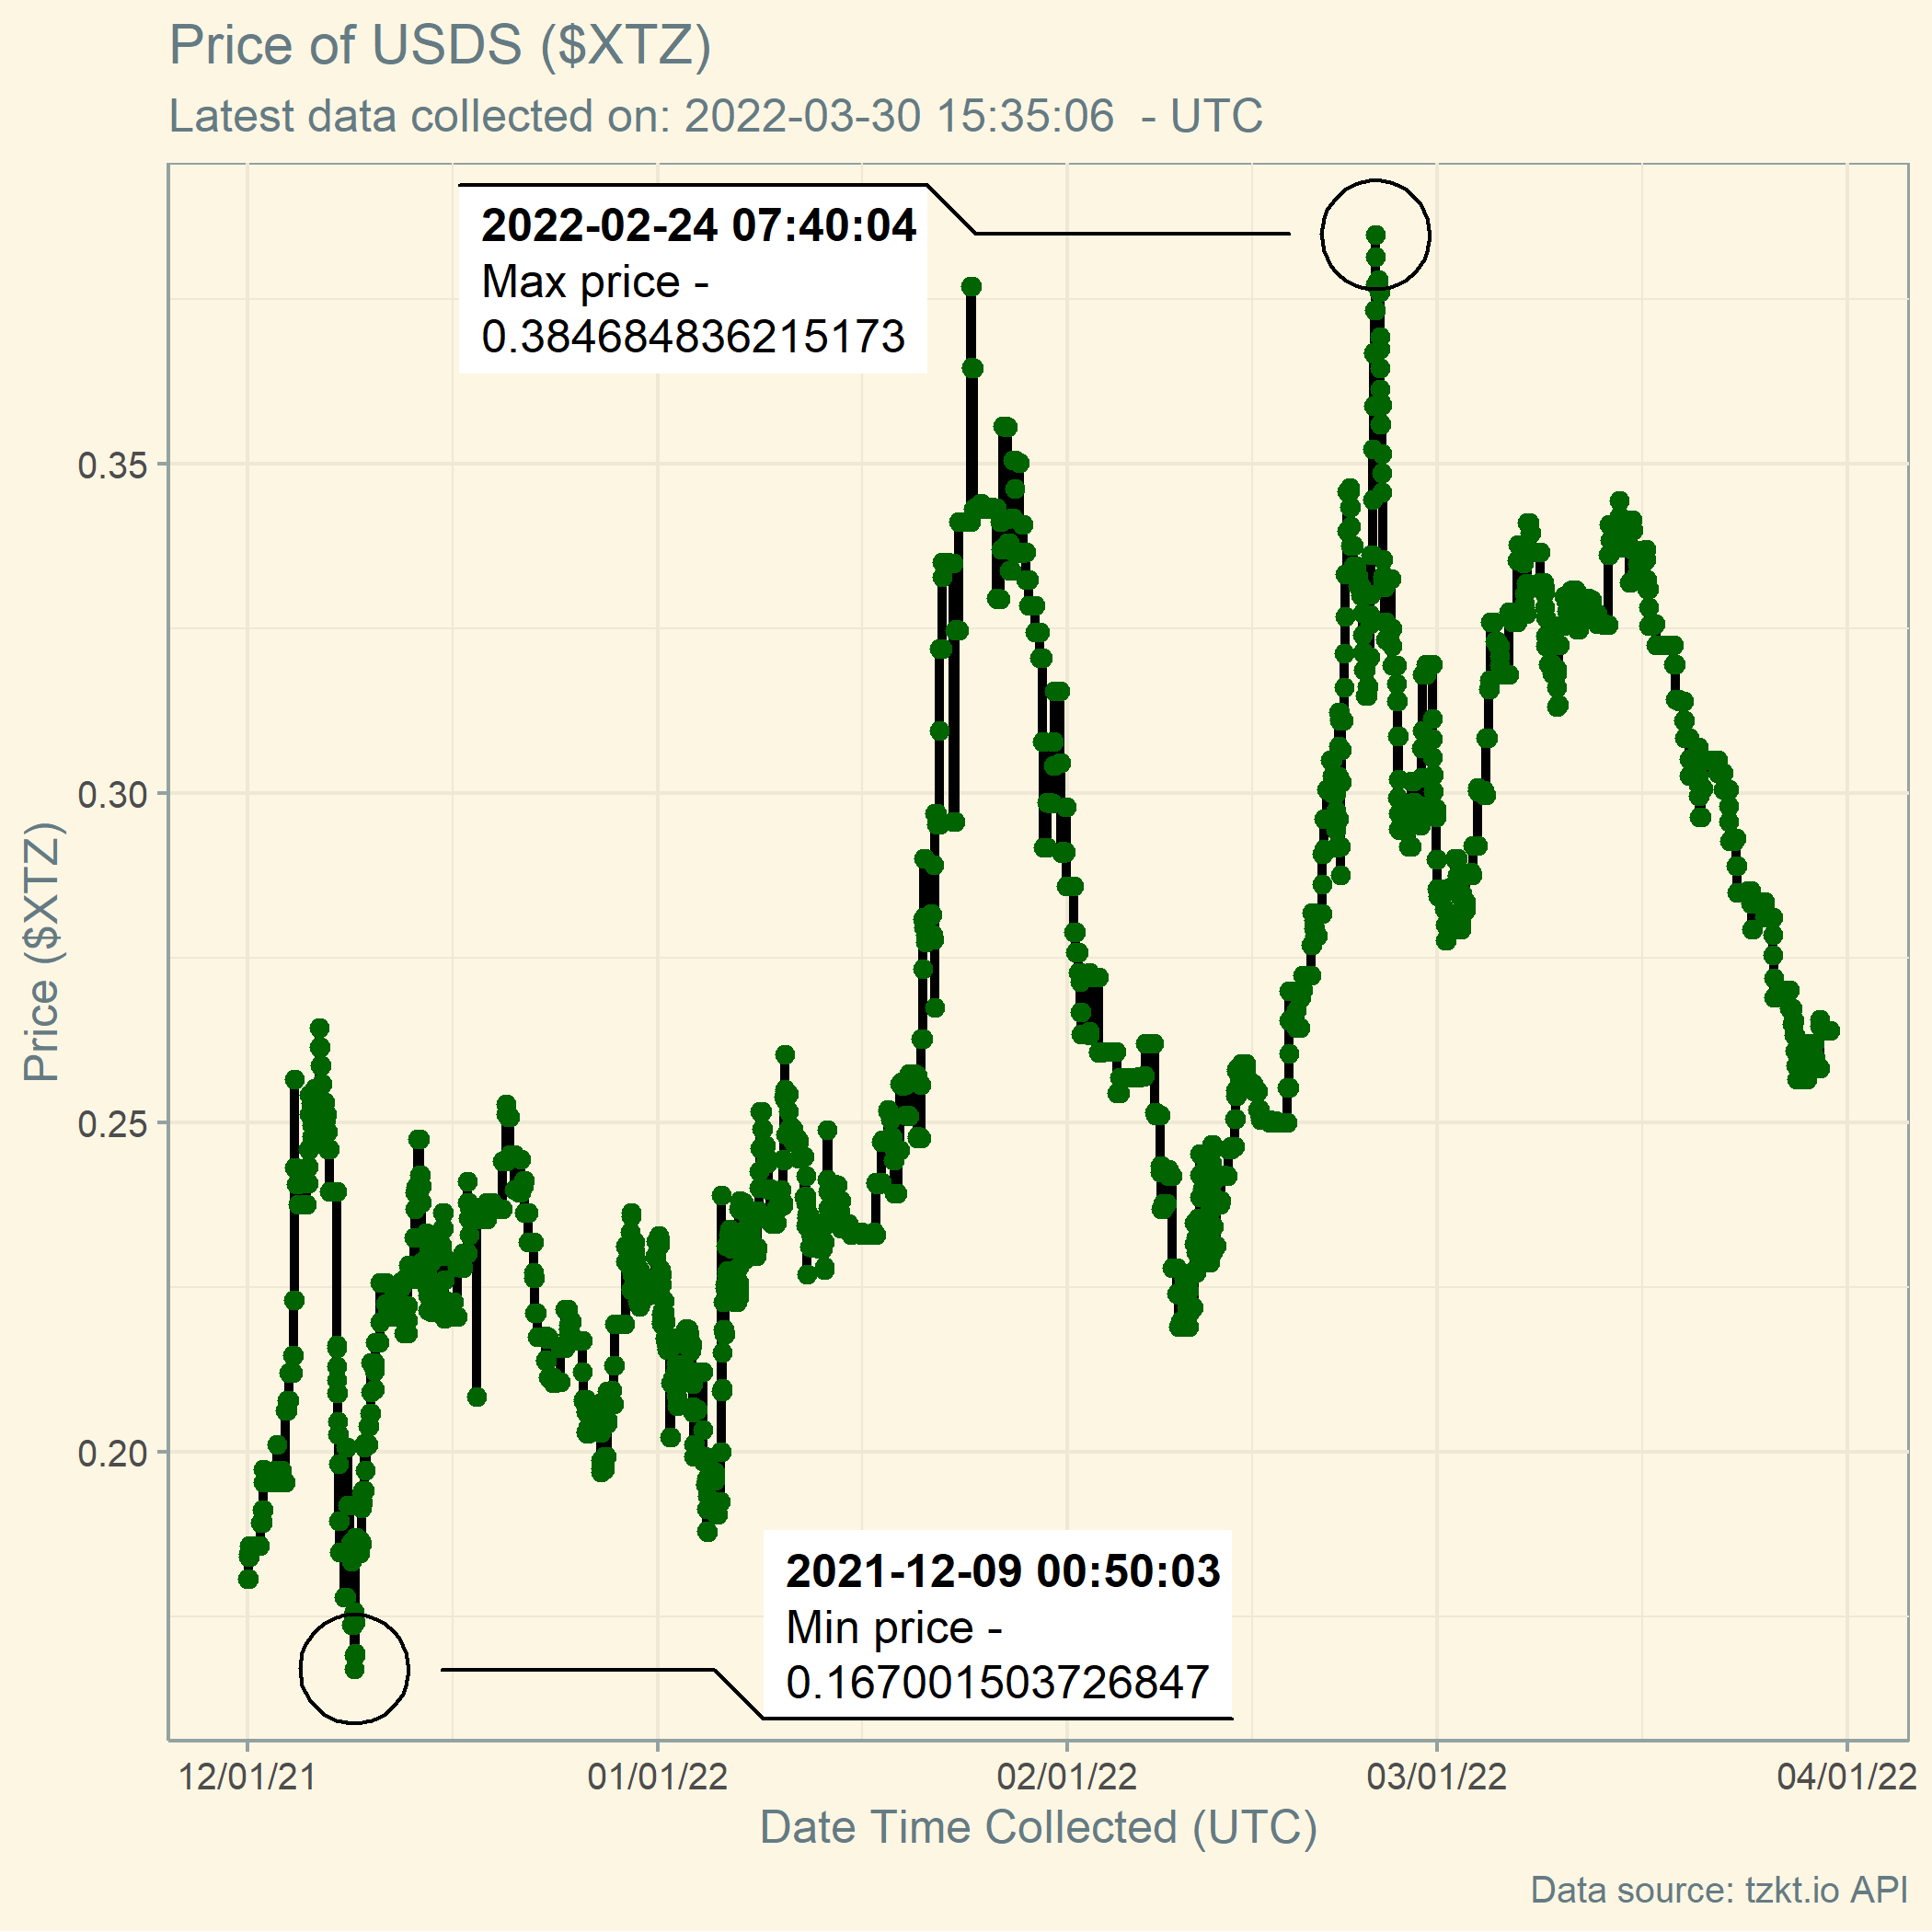 Price of USDS ($XTZ)
Latest data collected on: 2022-03-30 15:35:06  - UTC
2022-02-24 07:40:04
Max price -
0.384684836215173
0.35
0.30
0.25
0.20
Price ($XTZ)
2021-12-09 00:50:03
Min price -
0.167001503726847
12/01/21
01/01/22
02/01/22
03/01/22
04/01/22
Date Time Collected (UTC)
Data source: tzkt.io API